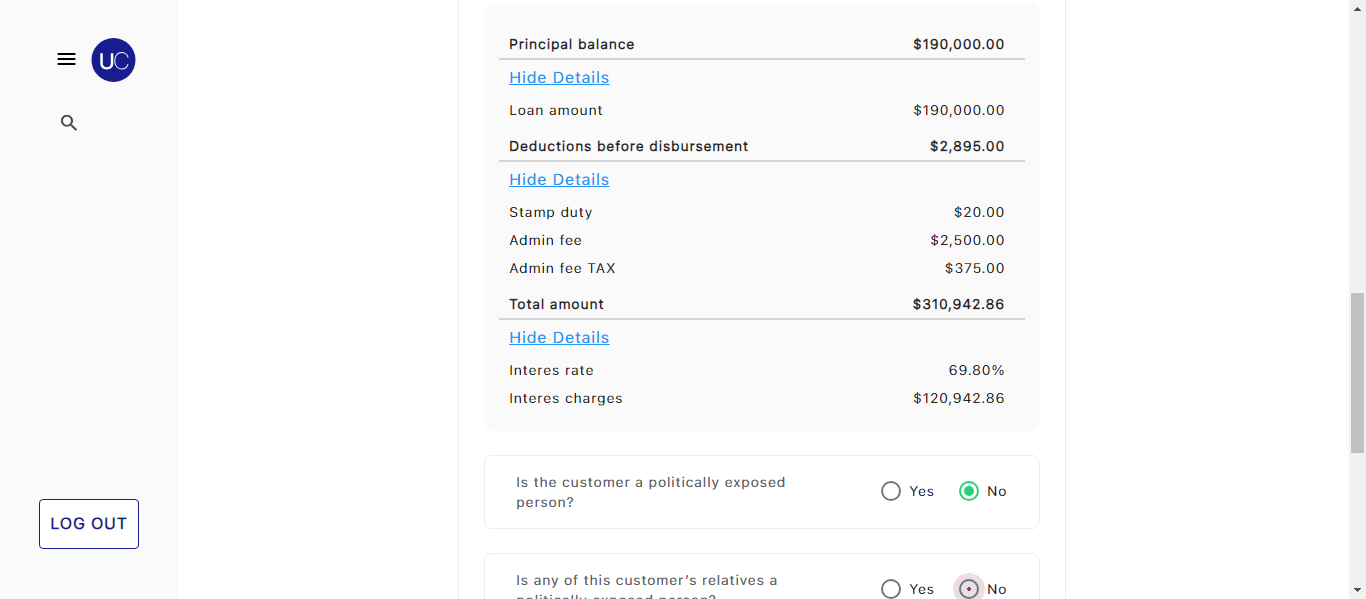 UC
Principal balance $190,000.00
Hide Details
Loan amount $190,000.00
Deductions before disbursement $2,895.00
Hide Details
Stamp duty $20.00
Admin fee $2,500.00
Admin fee TAX $375.00
Total amount $310,942.86
Hide Details
Interes rate 69.80%
Interes charges $120,942.86
Is the customer a politically exposed
person?
Yes No
Is any of this customer's relatives a
politically exposed person?
Yes No
LOG OUT